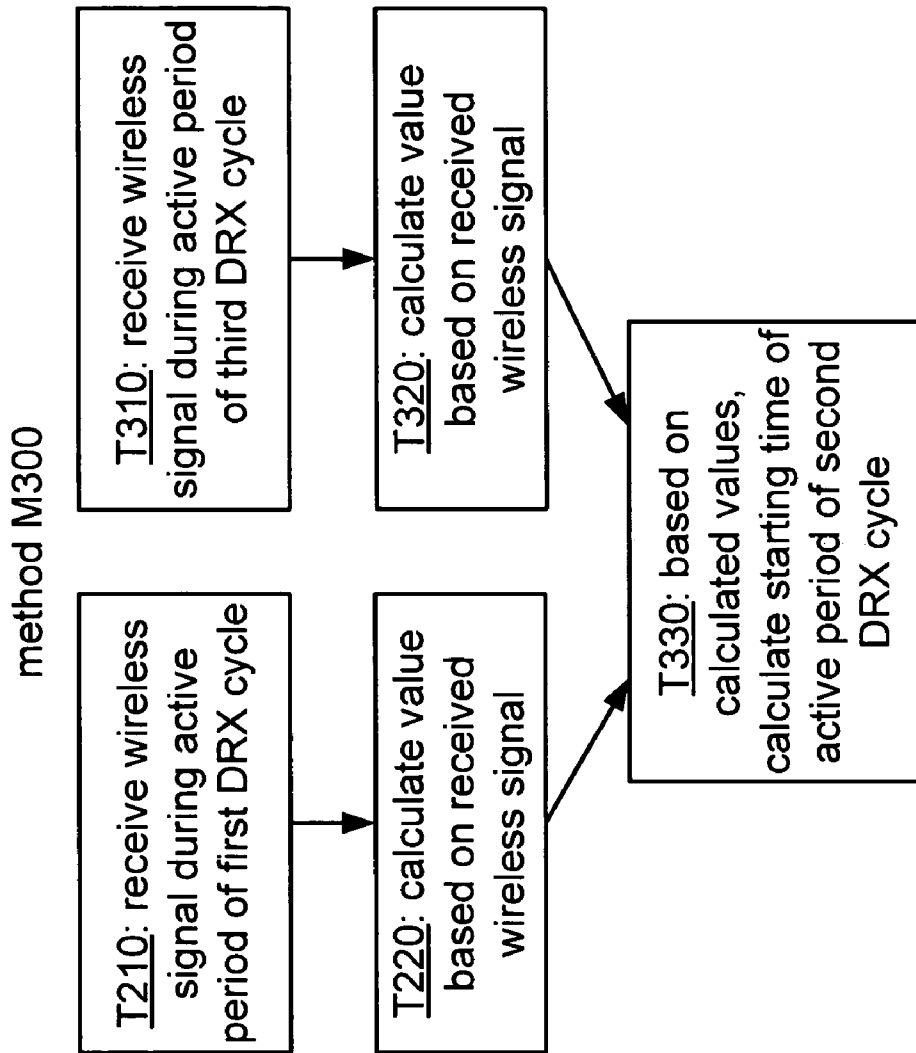 method M300
T210: receive wireless
signal during active
period of first DRX cycle
T310: receive wireless
signal during active period
of third DRX cycle
T220: calculate value
based on received
wireless signal
T320: calculate value
based on received
wireless signal
T330: based on
calculated values,
calculate starting time of
active period of second
DRX cycle